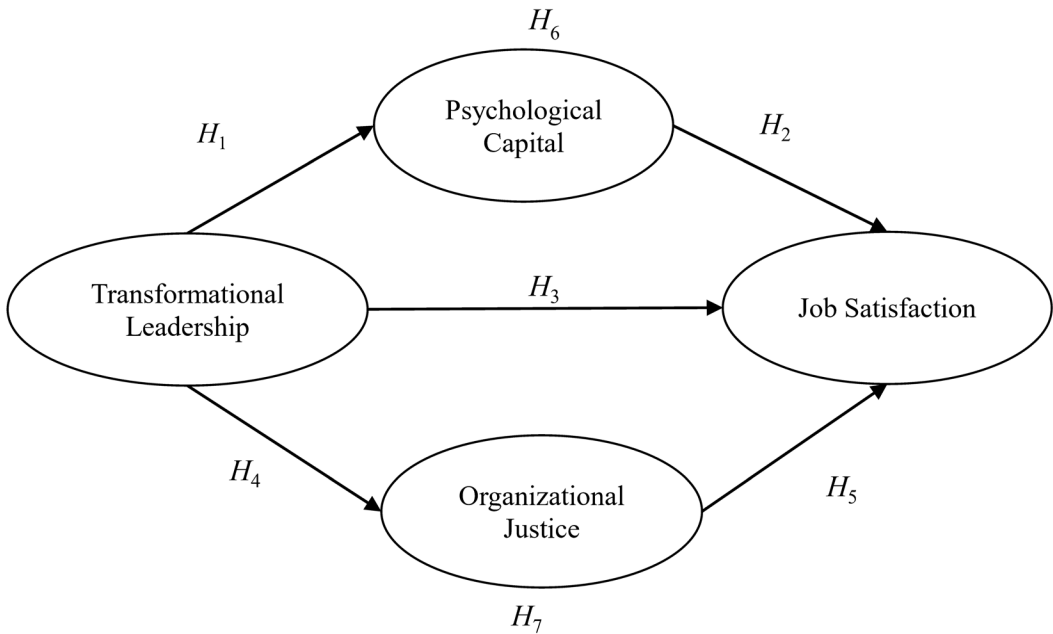 H6
Psychological
Capital
H1
H2
Transformational
Leadership
H3
Job Satisfaction
H4
Organizational
Justice
H5
H7